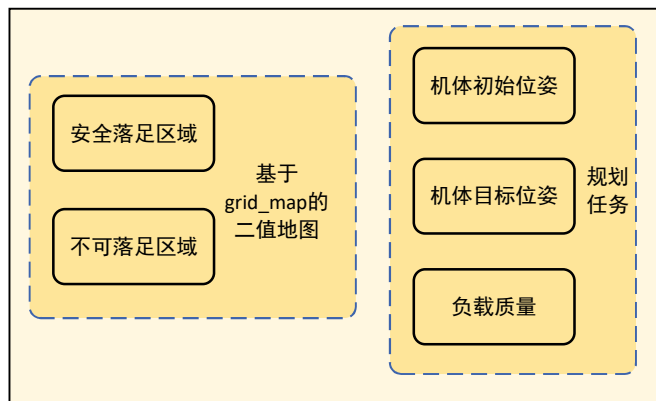 安全落足区域
不可落足区域
基于
grid_map的
二值地图
机体初始位姿
机体目标位姿
负载质量
规划
任务